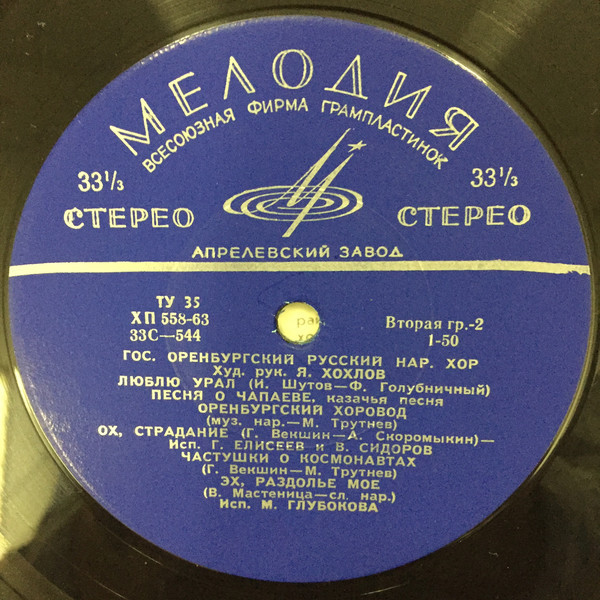 МЕЛОДИЯ
ВСЕСОЮЗНАЯ ФИРМА ГРАМПЛАСТИНОК
33⅓ 33⅓
СТЕРЕО СТЕРЕО
АПРЕЛЕВСКИЙ ЗАВОД
ТУ 35
ХП 558-63 Вторая гр.-2
33С—544 1-50
ГОС. ОРЕНБУРГСКИЙ РУССКИЙ НАР. ХОР
Худ. рук. Я. ХОХЛОВ
ЛЮБЛЮ УРАЛ (И. Шутов—Ф. Голубничный)
ПЕСНЯ О ЧАПАЕВЕ, казачья песня
ОРЕНБУРГСКИЙ ХОРОВОД
(муз. нар.—М. Трутнев)
ОХ, СТРАДАНИЕ (Г. Векшин—А. Скоромыкин)—
Исп. Г. ЕЛИСЕЕВ и В. СИДОРОВ
ЧАСТУШКИ О КОСМОНАВТАХ
(Г. Векшин—М. Трутнев)
ЭХ, РАЗДОЛЬЕ МОЕ
(В. Мастеница—сл. нар.)
Исп. М. ГЛУБОКОВА